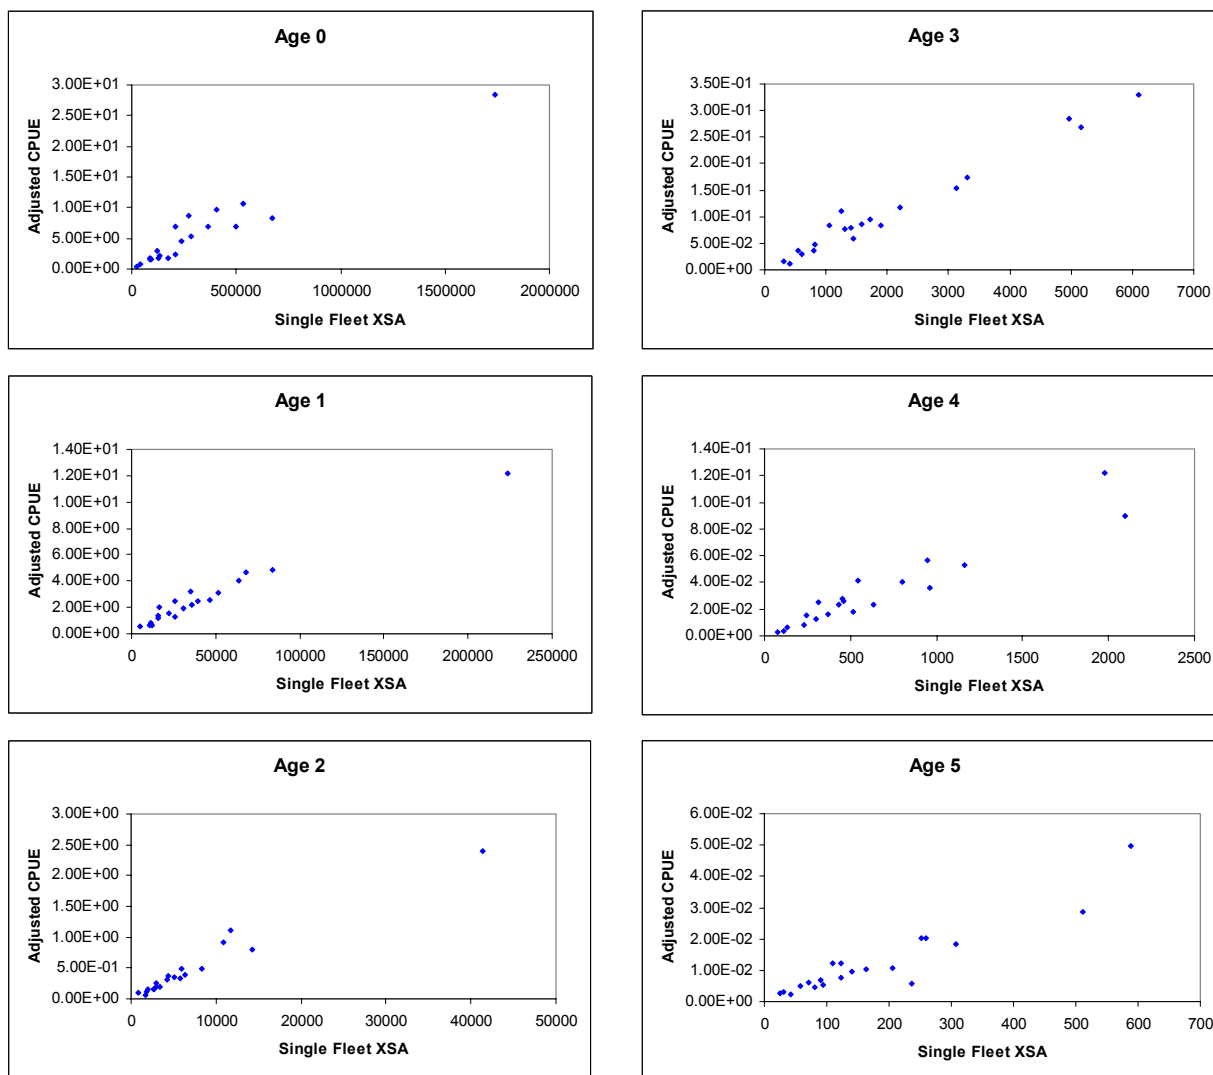 Age 0
Adjusted CPUE
3.00E+01
2.50E+01
2.00E+01
1.50E+01
1.00E+01
5.00E+00
0.00E+00
0 500000 1000000 1500000 2000000
Single Fleet XSA
Age 3
Adjusted CPUE
3.50E-01
3.00E-01
2.50E-01
2.00E-01
1.50E-01
1.00E-01
5.00E-02
0.00E+00
0 1000 2000 3000 4000 5000 6000 7000
Single Fleet XSA
Age 1
Adjusted CPUE
1.40E+01
1.20E+01
1.00E+01
8.00E+00
6.00E+00
4.00E+00
2.00E+00
0.00E+00
0 50000 100000 150000 200000 250000
Single Fleet XSA
Age 4
Adjusted CPUE
1.40E-01
1.20E-01
1.00E-01
8.00E-02
6.00E-02
4.00E-02
2.00E-02
0.00E+00
0 500 1000 1500 2000 2500
Single Fleet XSA
Age 2
Adjusted CPUE
3.00E+00
2.50E+00
2.00E+00
1.50E+00
1.00E+00
5.00E-01
0.00E+00
0 10000 20000 30000 40000 50000
Single Fleet XSA
Age 5
Adjusted CPUE
6.00E-02
5.00E-02
4.00E-02
3.00E-02
2.00E-02
1.00E-02
0.00E+00
0 100 200 300 400 500 600 700
Single Fleet XSA